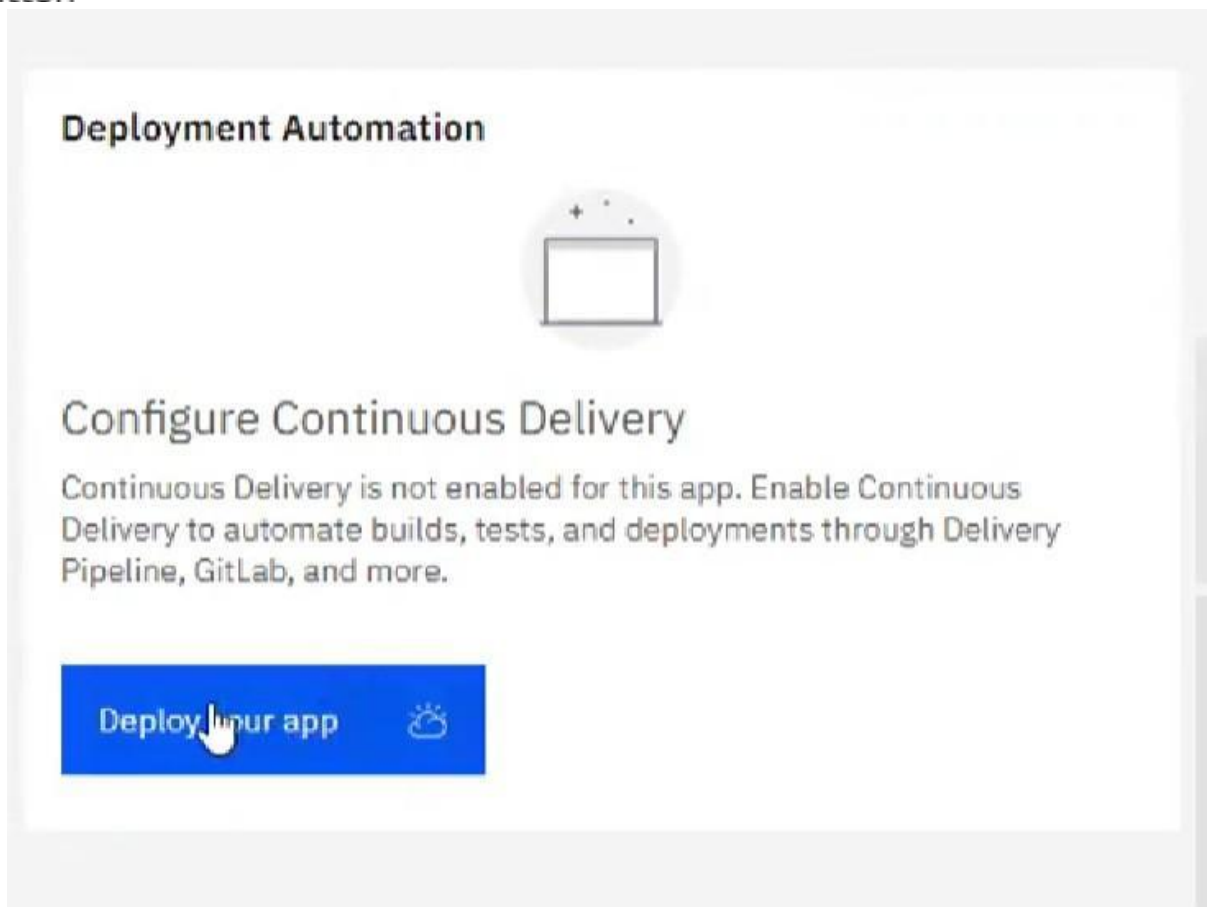 Deployment Automation
Configure Continuous Delivery
Continuous Delivery is not enabled for this app. Enable Continuous
Delivery to automate builds, tests, and deployments through Delivery
Pipeline, GitLab, and more.
Deploy your app